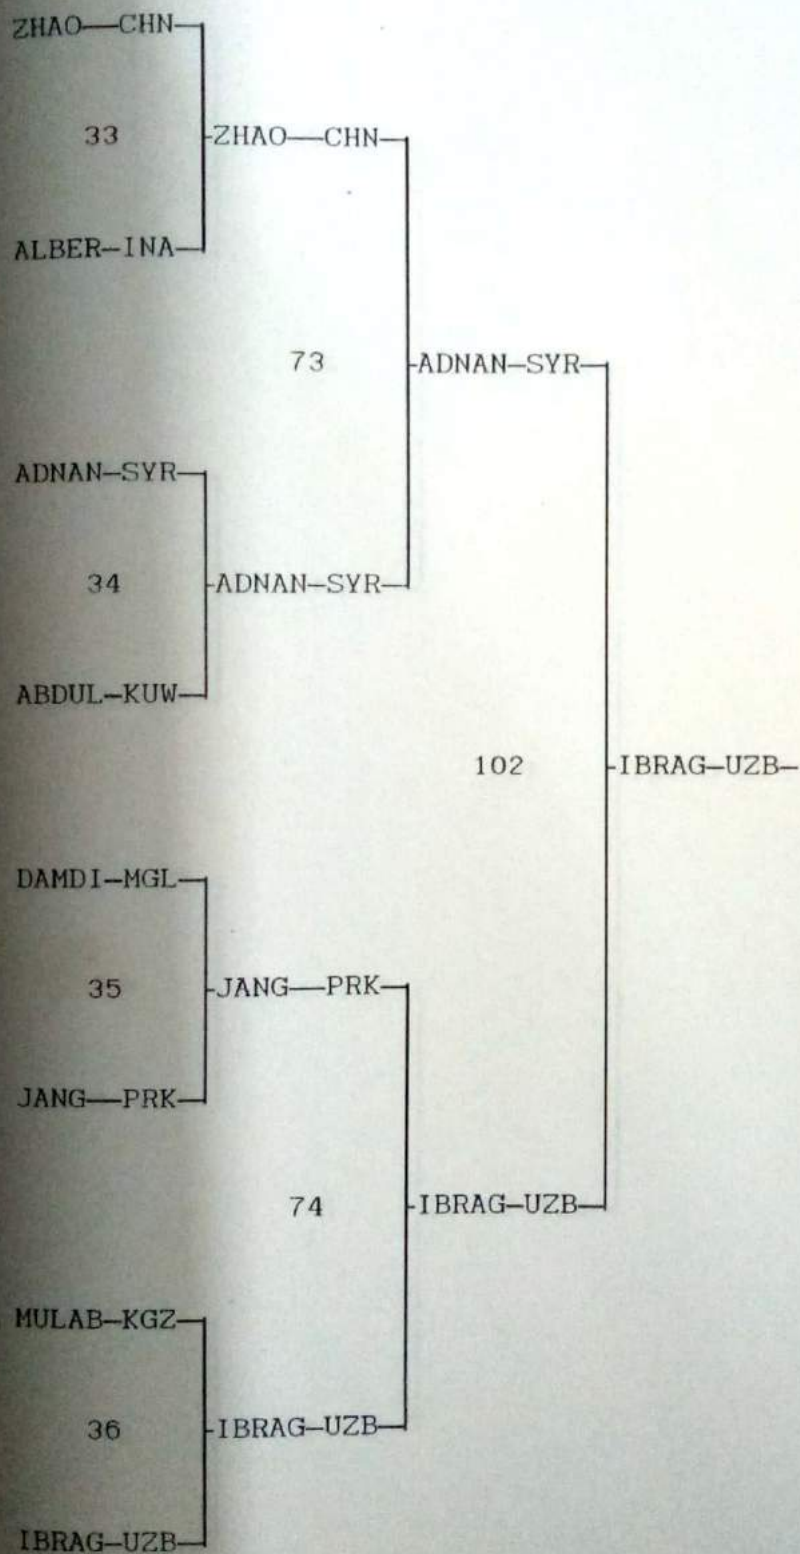 ZHAO—CHN
33 ZHAO—CHN
ALBER-INA
73 ADNAN-SYR
ADNAN-SYR
34 ADNAN-SYR
ABDUL-KUW
102 IBRAG-UZB
DAMDI-MGL
35 JANG—PRK
JANG—PRK
74 IBRAG-UZB
MULAB-KGZ
36 IBRAG-UZB
IBRAG-UZB